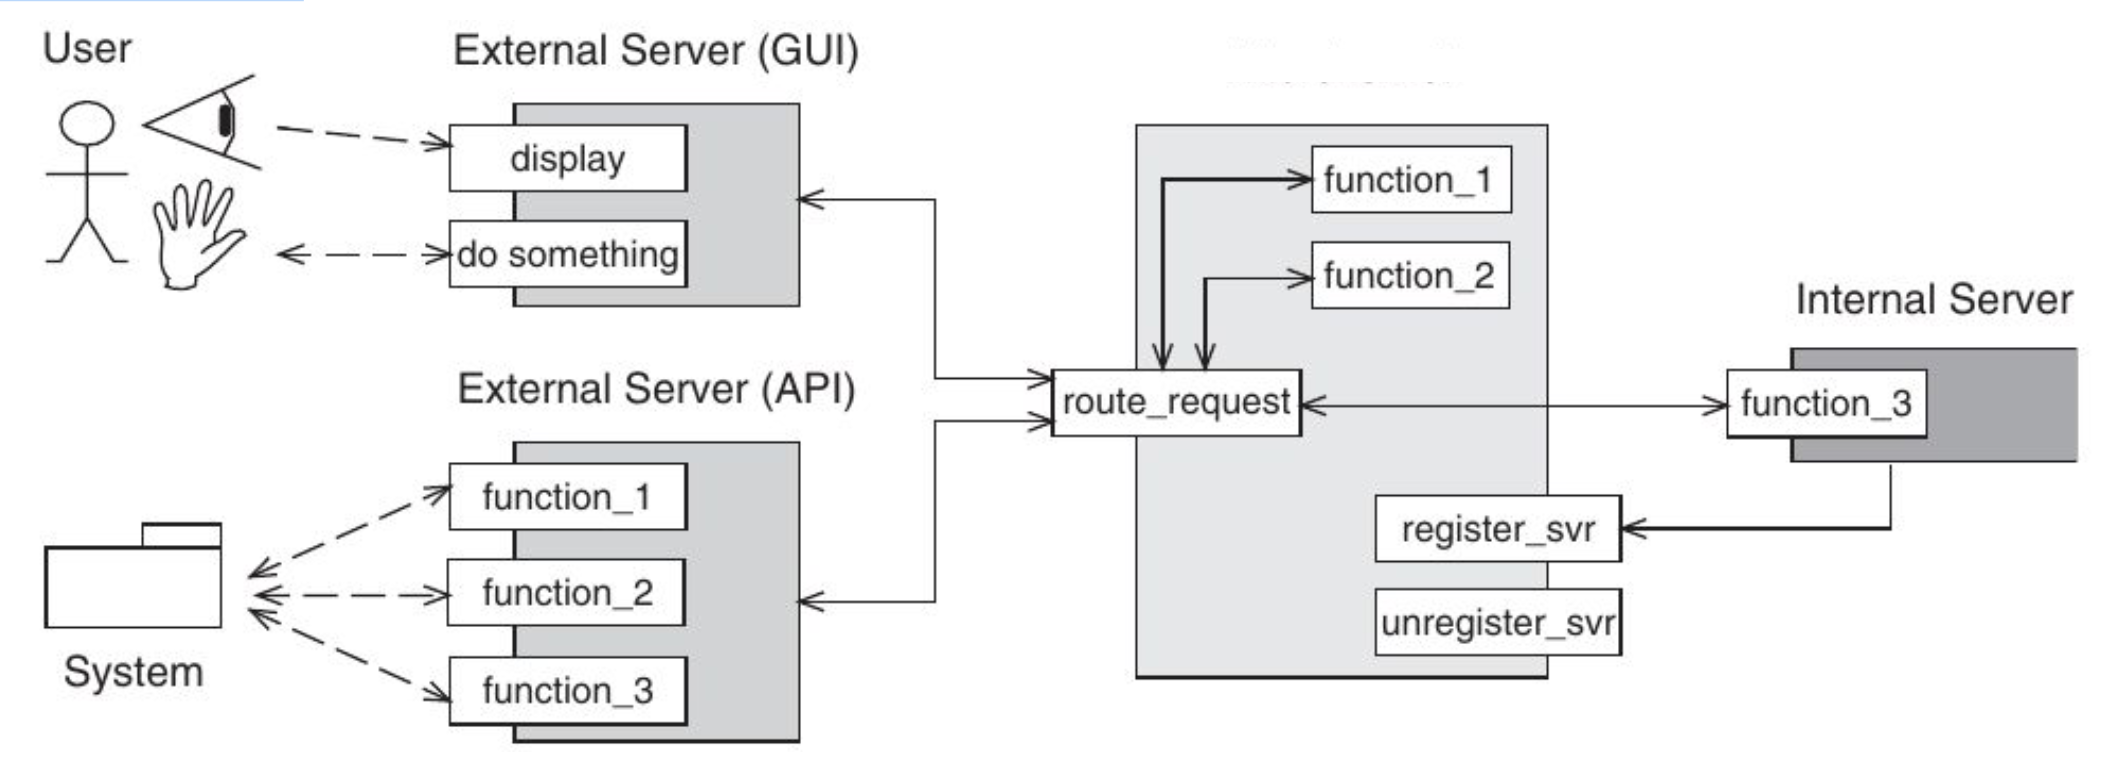 User
External Server (GUI)
display
do something
External Server (API)
function_1
function_2
function_3
System
function_1
function_2
route_request
register_svr
unregister_svr
Internal Server
function_3